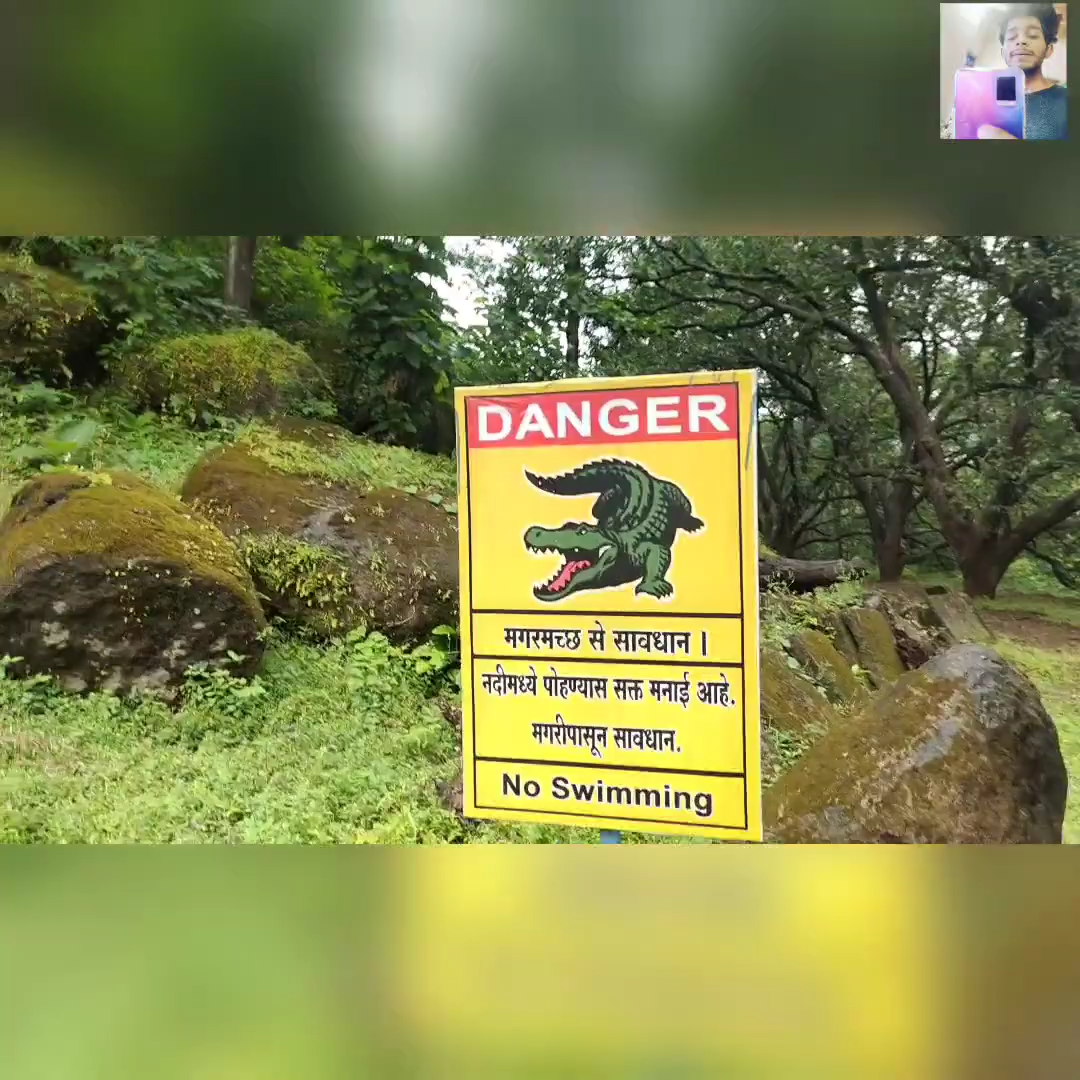 DANGER
मगरमच्छ से सावधान ।
नदीमध्ये पोहण्यास सक्त मनाई आहे.
मगरीपासून सावधान.
No Swimming